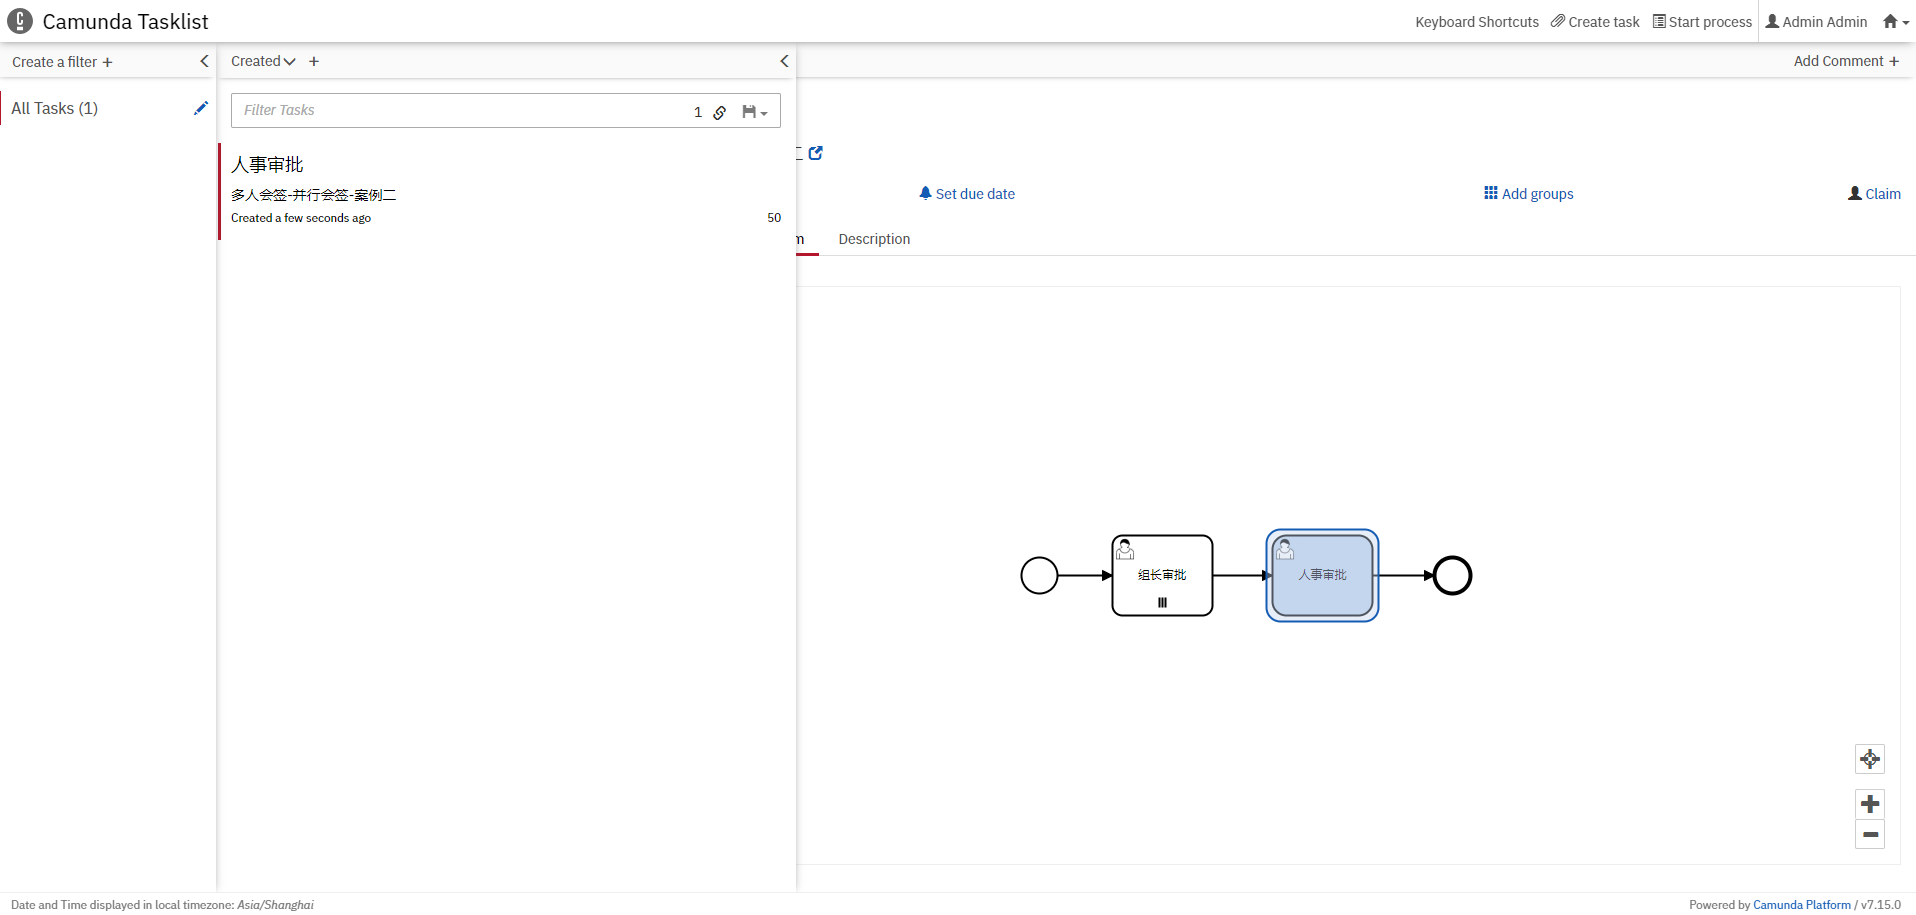 Camunda Tasklist
Keyboard Shortcuts Create task Start process Admin Admin
Create a filter +
Created +
Add Comment +
All Tasks (1)
Filter Tasks 1
人事审批
多人会签-并行会签-案例二
Created a few seconds ago 50
Set due date
Add groups
Claim
Description
组长审批
人事审批
Date and Time displayed in local timezone: Asia/Shanghai
Powered by Camunda Platform / v7.15.0